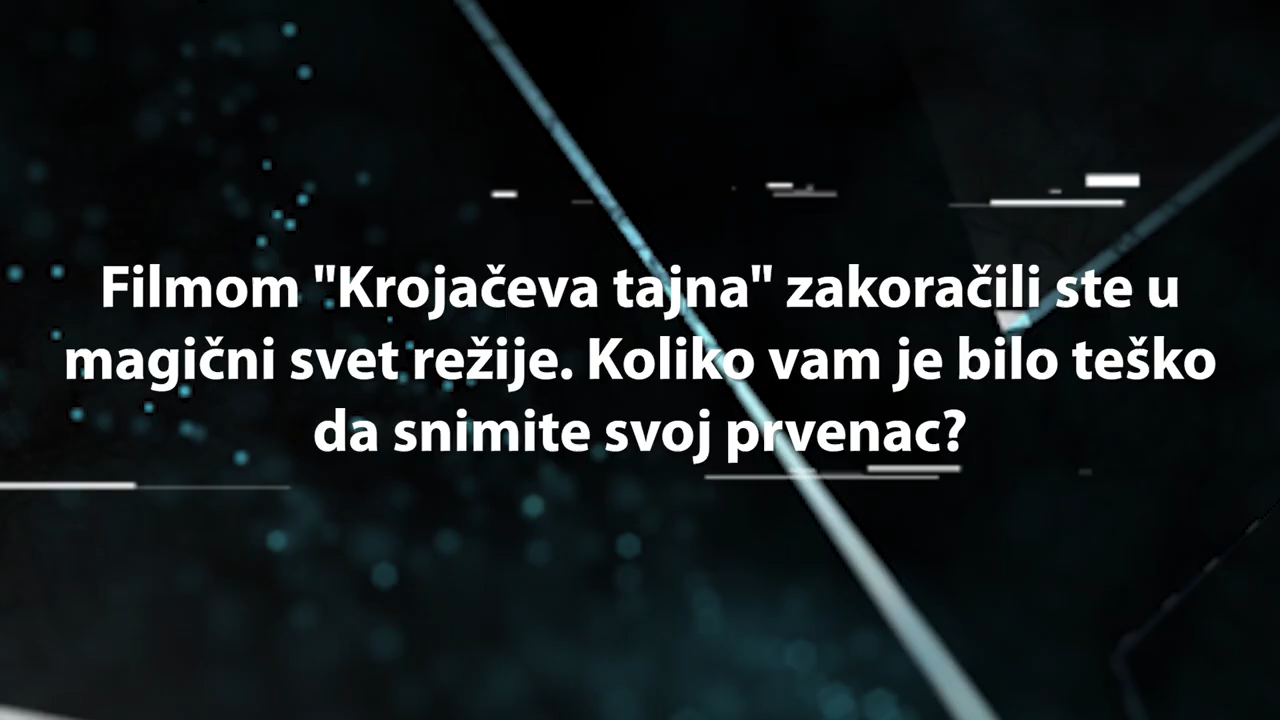 Filmom "Krojačeva tajna" zakoračili ste u
magični svet režije. Koliko vam je bilo teško
da snimite svoj prvenac?